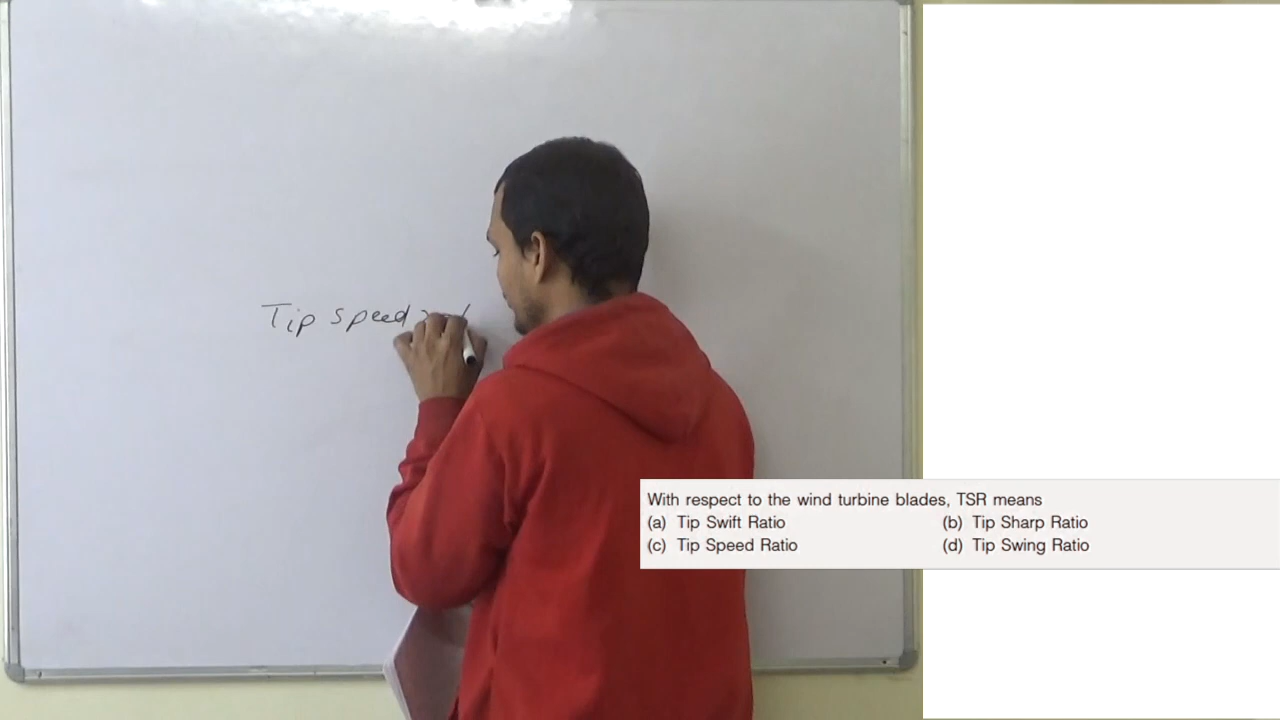 Tip speed
With respect to the wind turbine blades, TSR means
(a) Tip Swift Ratio (b) Tip Sharp Ratio
(c) Tip Speed Ratio (d) Tip Swing Ratio